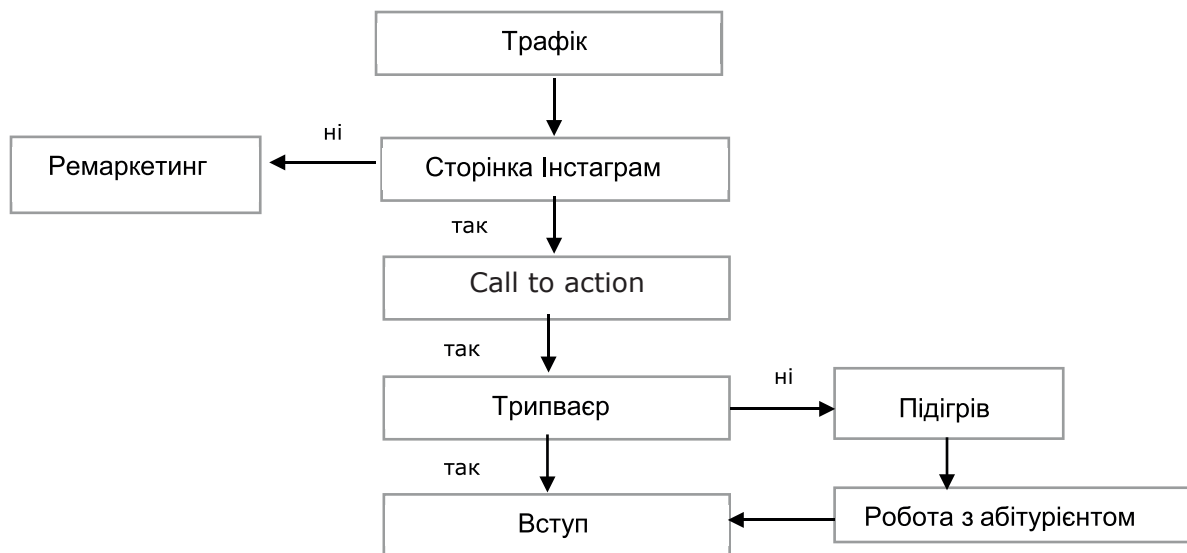 Трафік
ні
Ремаркетинг
Сторінка Інстаграм
так
Call to action
так
Трипваєр
ні
Підігрів
так
Вступ
Робота з абітурієнтом